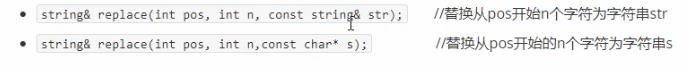 string& replace(int pos, int n, const string& str); //替换从pos开始n个字符为字符串str
string& replace(int pos, int n,const char* s); //替换从pos开始的n个字符为字符串s